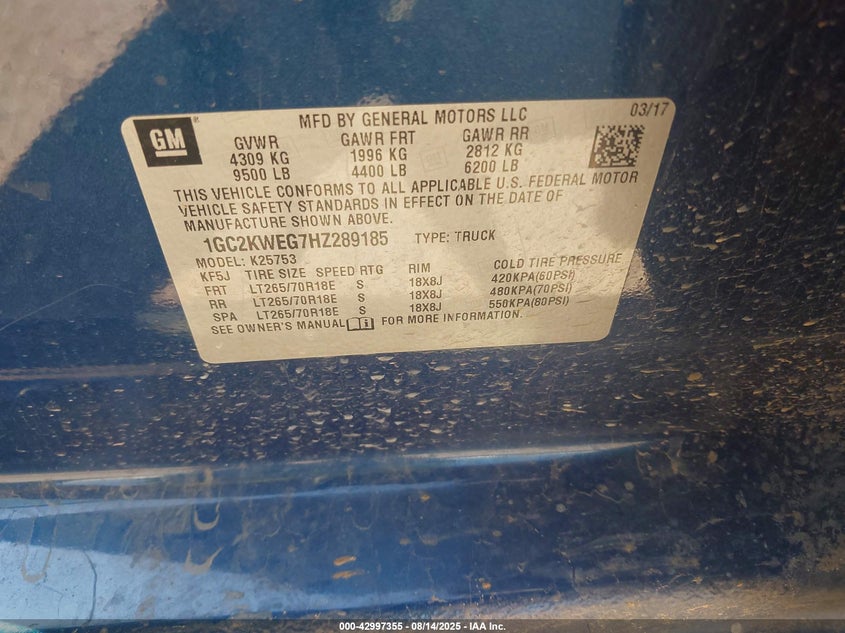 GM
MFD BY GENERAL MOTORS LLC 03/17
GVWR GAWR FRT GAWR RR
4309 KG 1996 KG 2812 KG
9500 LB 4400 LB 6200 LB
THIS VEHICLE CONFORMS TO ALL APPLICABLE U.S. FEDERAL MOTOR
VEHICLE SAFETY STANDARDS IN EFFECT ON THE DATE OF
MANUFACTURE SHOWN ABOVE.
1GC2KWEG7HZ289185 TYPE: TRUCK
MODEL: K25753
KF5J TIRE SIZE SPEED RTG RIM COLD TIRE PRESSURE
FRT LT265/70R18E S 18X8J 420KPA(60PSI)
RR LT265/70R18E S 18X8J 480KPA(70PSI)
SPA LT265/70R18E S 18X8J 550KPA(80PSI)
SEE OWNER'S MANUAL FOR MORE INFORMATION.
000-42997355 - 08/14/2025 - IAA Inc.